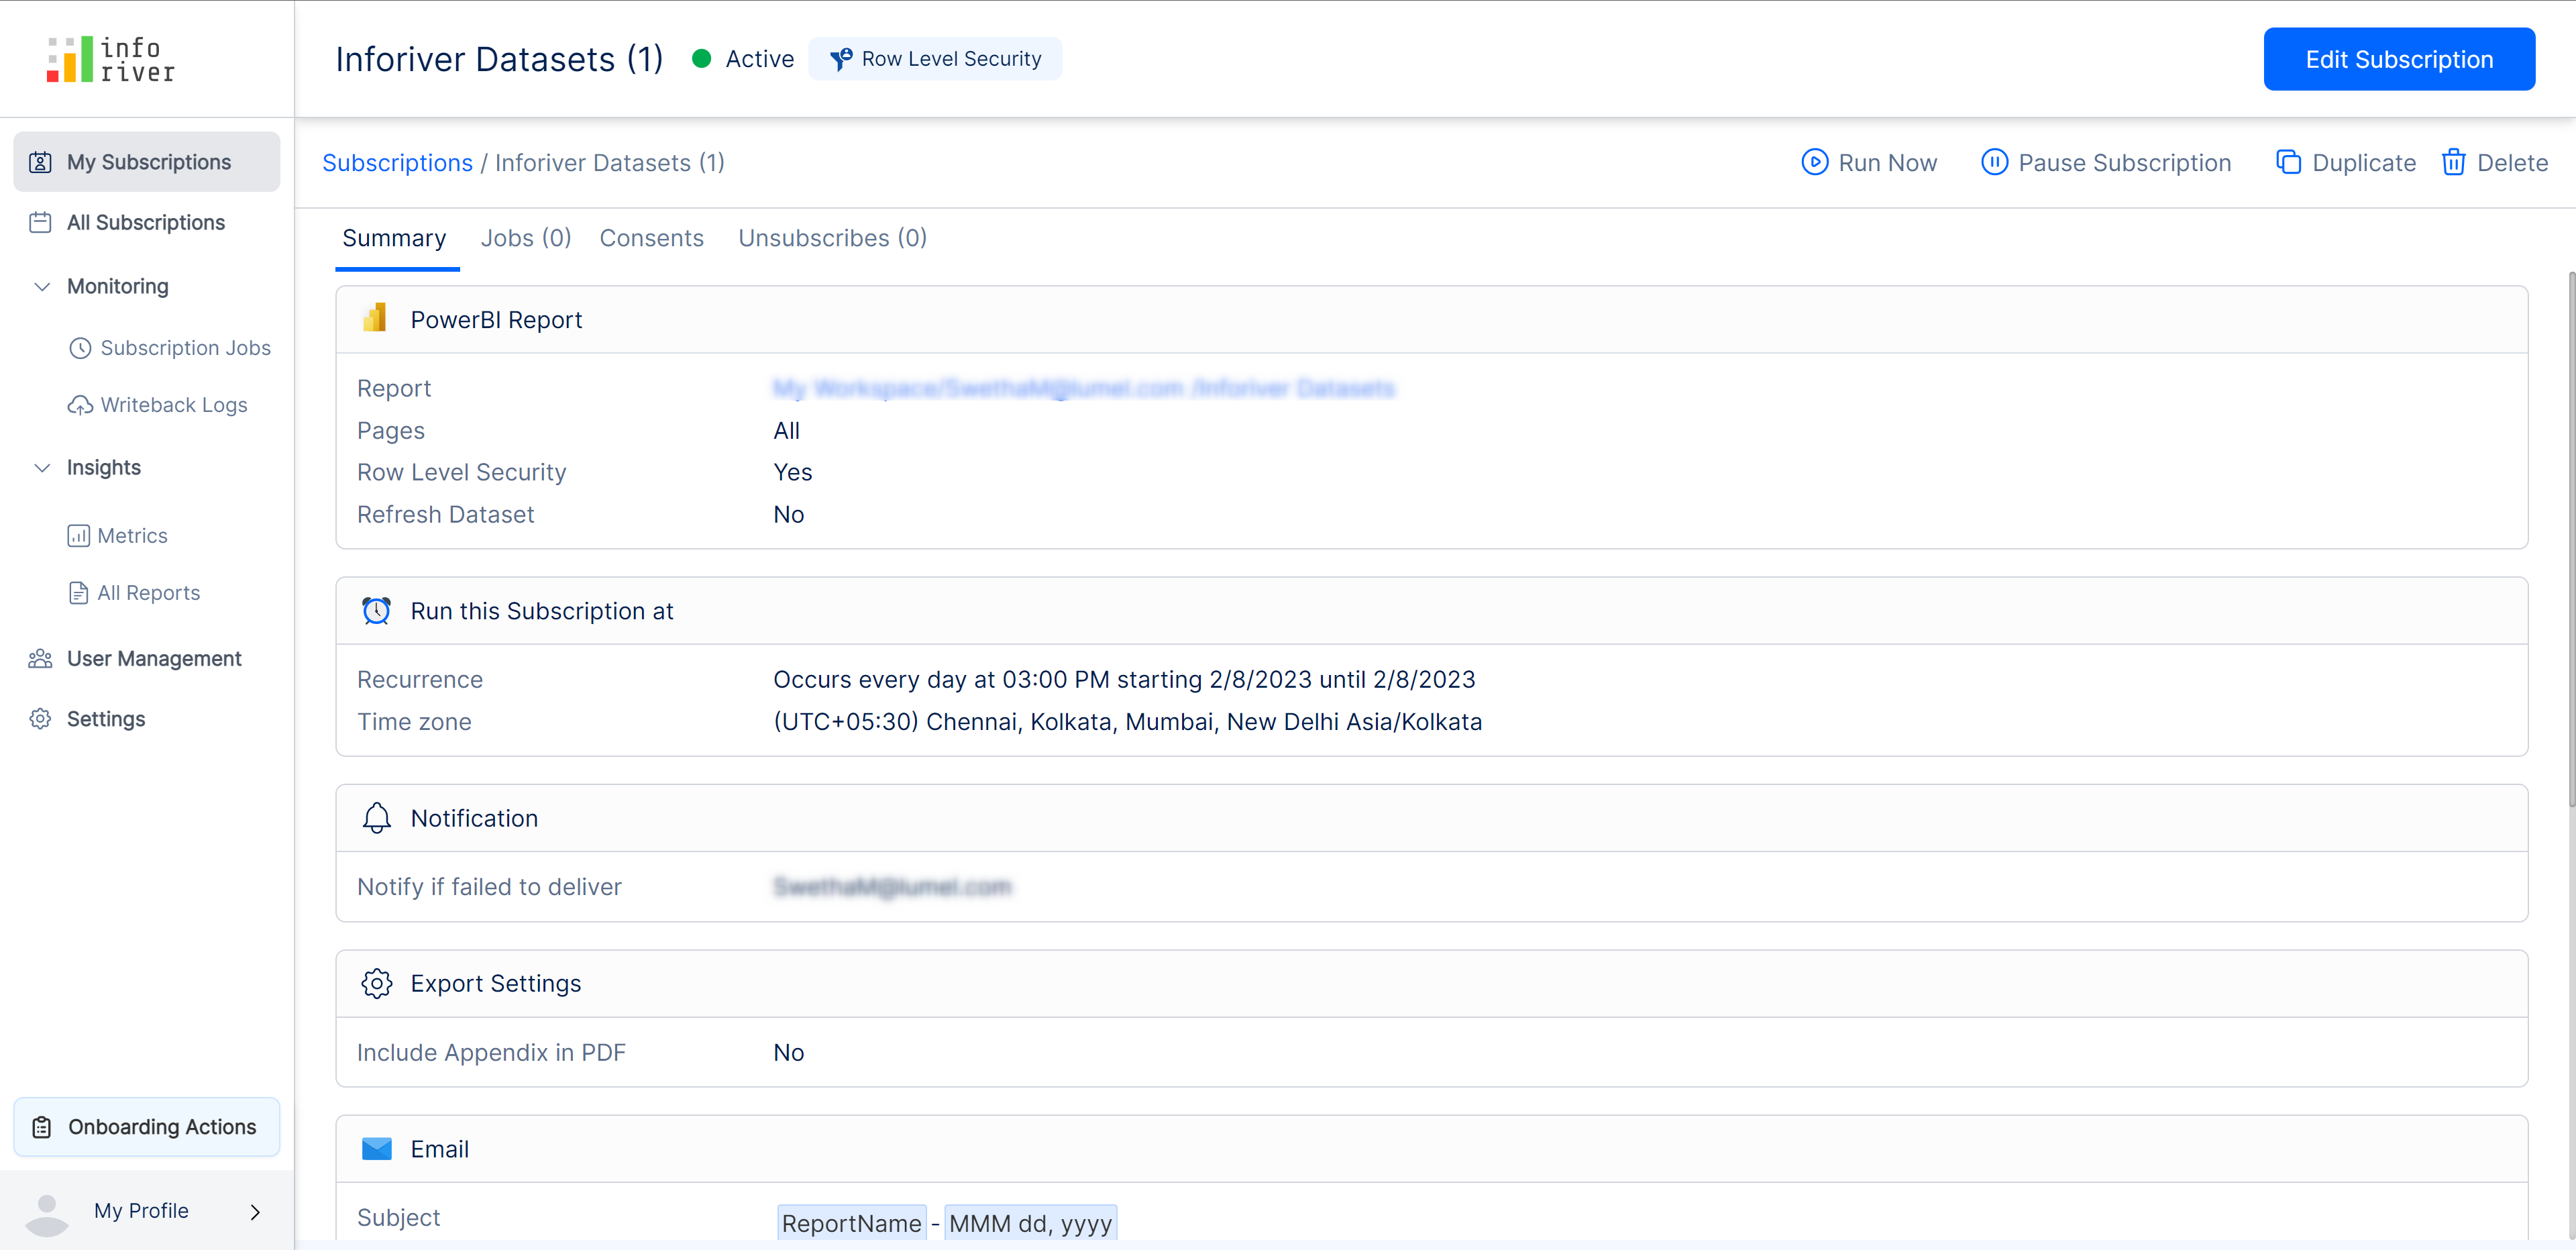 info
river
Inforiver Datasets (1)
Active
Row Level Security
Edit Subscription
My Subscriptions
All Subscriptions
Monitoring
Subscription Jobs
Writeback Logs
Insights
Metrics
All Reports
User Management
Settings
Onboarding Actions
My Profile
Subscriptions / Inforiver Datasets (1)
Run Now
Pause Subscription
Duplicate
Delete
Summary
Jobs (0)
Consents
Unsubscribes (0)
PowerBI Report
Report
Pages All
Row Level Security Yes
Refresh Dataset No
Run this Subscription at
Recurrence Occurs every day at 03:00 PM starting 2/8/2023 until 2/8/2023
Time zone (UTC+05:30) Chennai, Kolkata, Mumbai, New Delhi Asia/Kolkata
Notification
Notify if failed to deliver
Export Settings
Include Appendix in PDF No
Email
Subject ReportName - MMM dd, yyyy